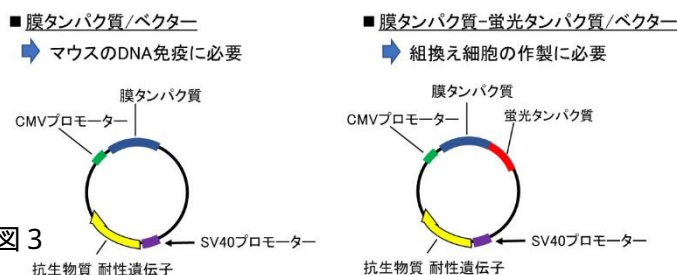 ■ 膜タンパク質/ベクター
マウスのDNA免疫に必要
膜タンパク質
CMVプロモーター
SV40プロモーター
抗生物質 耐性遺伝子
図３
■ 膜タンパク質-蛍光タンパク質/ベクター
組換え細胞の作製に必要
膜タンパク質
蛍光タンパク質
CMVプロモーター
SV40プロモーター
抗生物質 耐性遺伝子